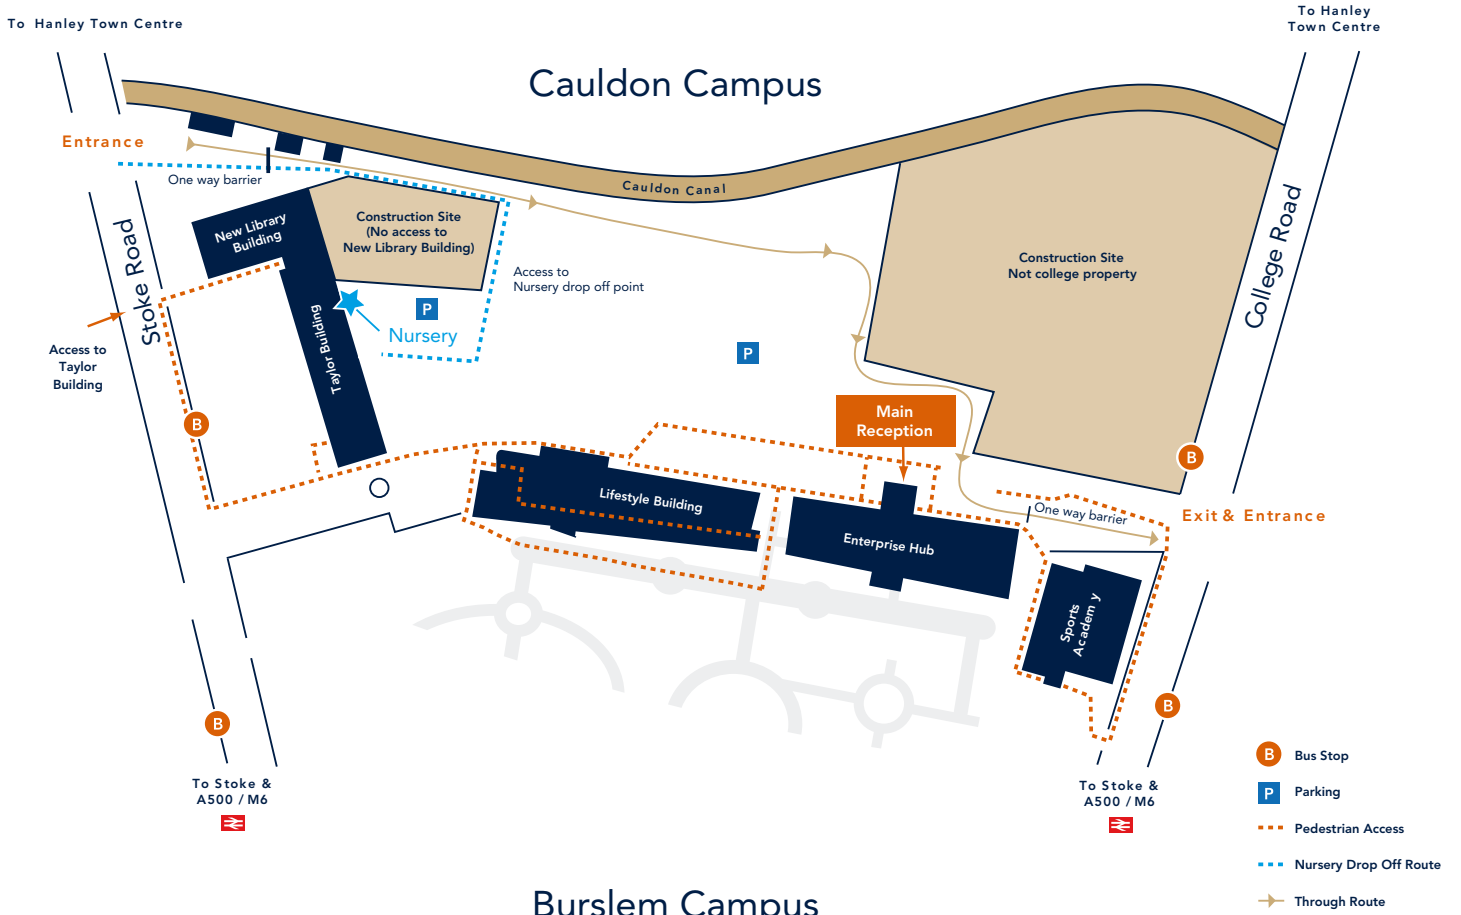 To Hanley Town Centre
To Hanley
Town Centre
Cauldon Campus
Entrance
One way barrier
Cauldon Canal
New Library
Building
Construction Site
(No access to
New Library Building)
Construction Site
Not college property
Stoke Road
College Road
Access to
Nursery drop off point
P
Nursery
Taylor Building
Access to
Taylor
Building
P
B
Main
Reception
B
Lifestyle Building
Enterprise Hub
One way barrier
Exit & Entrance
Sports
Academ y
B
B
To Stoke &
A500 / M6
To Stoke &
A500 / M6
B Bus Stop
P Parking
Pedestrian Access
Nursery Drop Off Route
Through Route
Burslem Campus